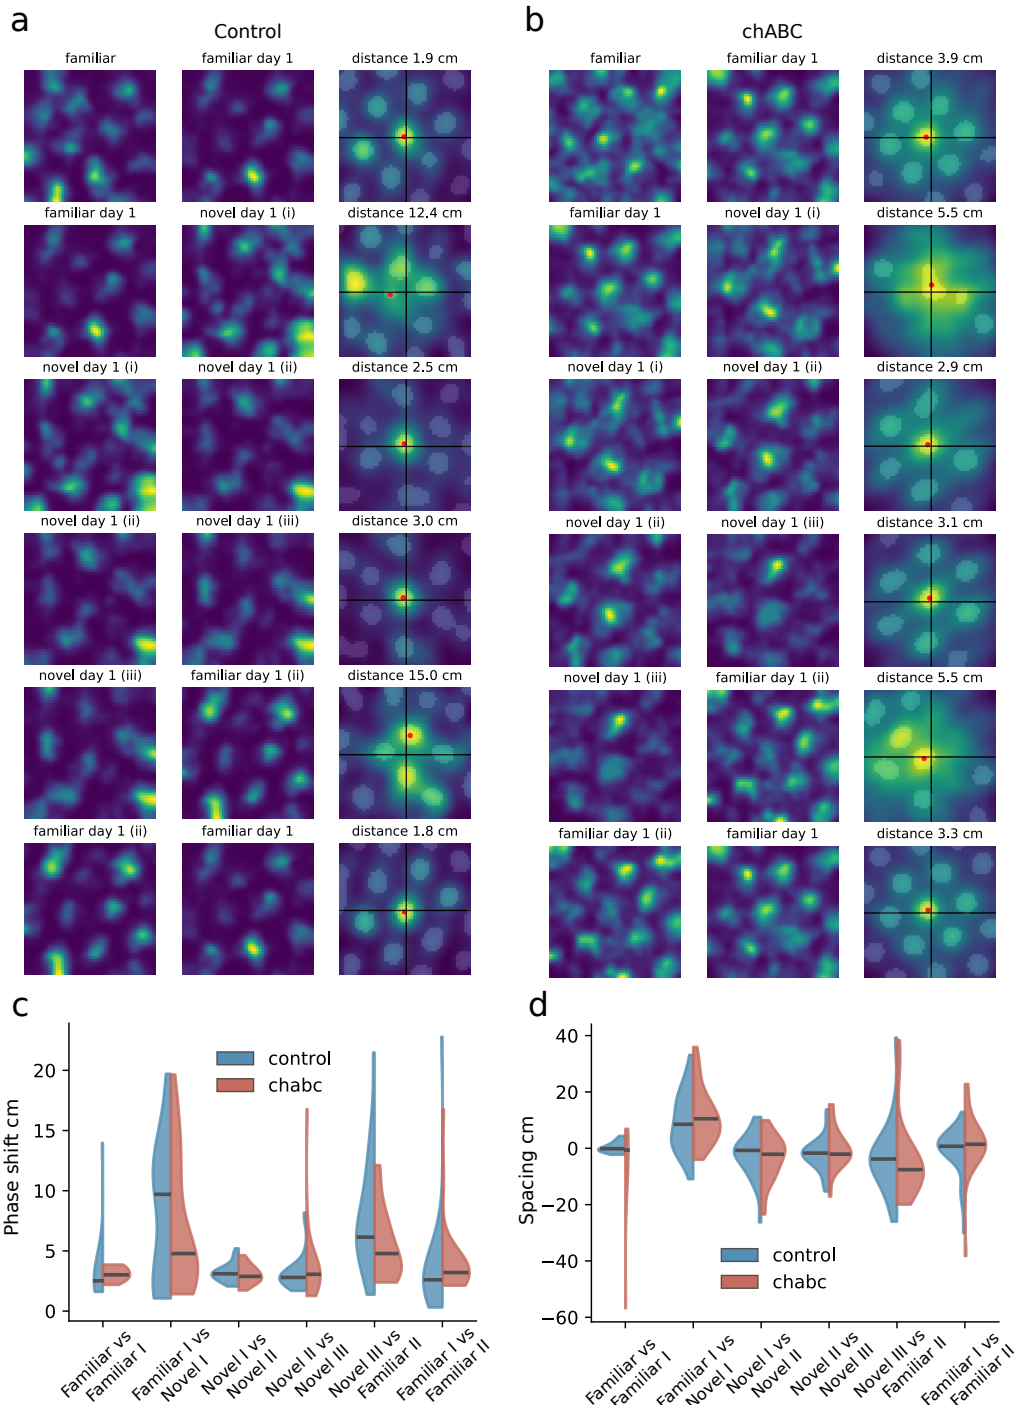 a
Control
familiar
familiar day 1
distance 1.9 cm
familiar day 1
novel day 1 (i)
distance 12.4 cm
novel day 1 (i)
novel day 1 (ii)
distance 2.5 cm
novel day 1 (ii)
novel day 1 (iii)
distance 3.0 cm
novel day 1 (iii)
familiar day 1 (ii)
distance 15.0 cm
familiar day 1 (ii)
familiar day 1
distance 1.8 cm
b
chABC
familiar
familiar day 1
distance 3.9 cm
familiar day 1
novel day 1 (i)
distance 5.5 cm
novel day 1 (i)
novel day 1 (ii)
distance 2.9 cm
novel day 1 (ii)
novel day 1 (iii)
distance 3.1 cm
novel day 1 (iii)
familiar day 1 (ii)
distance 5.5 cm
familiar day 1 (ii)
familiar day 1
distance 3.3 cm
c
Phase shift cm
20
15
10
5
0
control
chabc
Familiar vs
Familiar I
Familiar I vs
Novel I
Novel I vs
Novel II
Novel II vs
Novel III
Novel III vs
Familiar II
Familiar I vs
Familiar II
d
Spacing cm
40
20
0
−20
−40
−60
control
chabc
Familiar vs
Familiar I
Familiar I vs
Novel I
Novel I vs
Novel II
Novel II vs
Novel III
Novel III vs
Familiar II
Familiar I vs
Familiar II